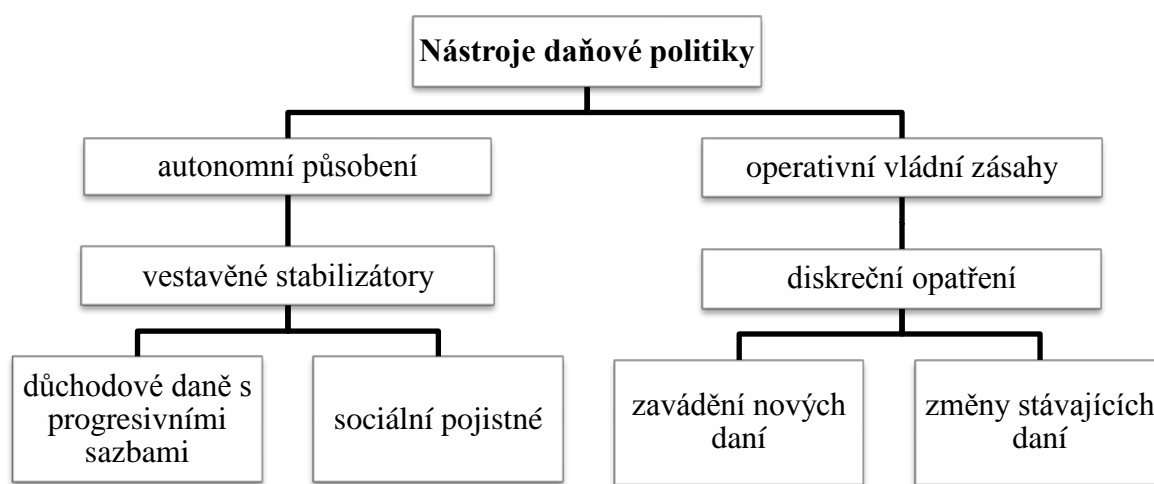 Nástroje daňové politiky
autonomní působení
operativní vládní zásahy
vestavěné stabilizátory
diskreční opatření
důchodové daně s
progresivními
sazbami
sociální pojistné
zavádění nových
daní
změny stávajících
daní